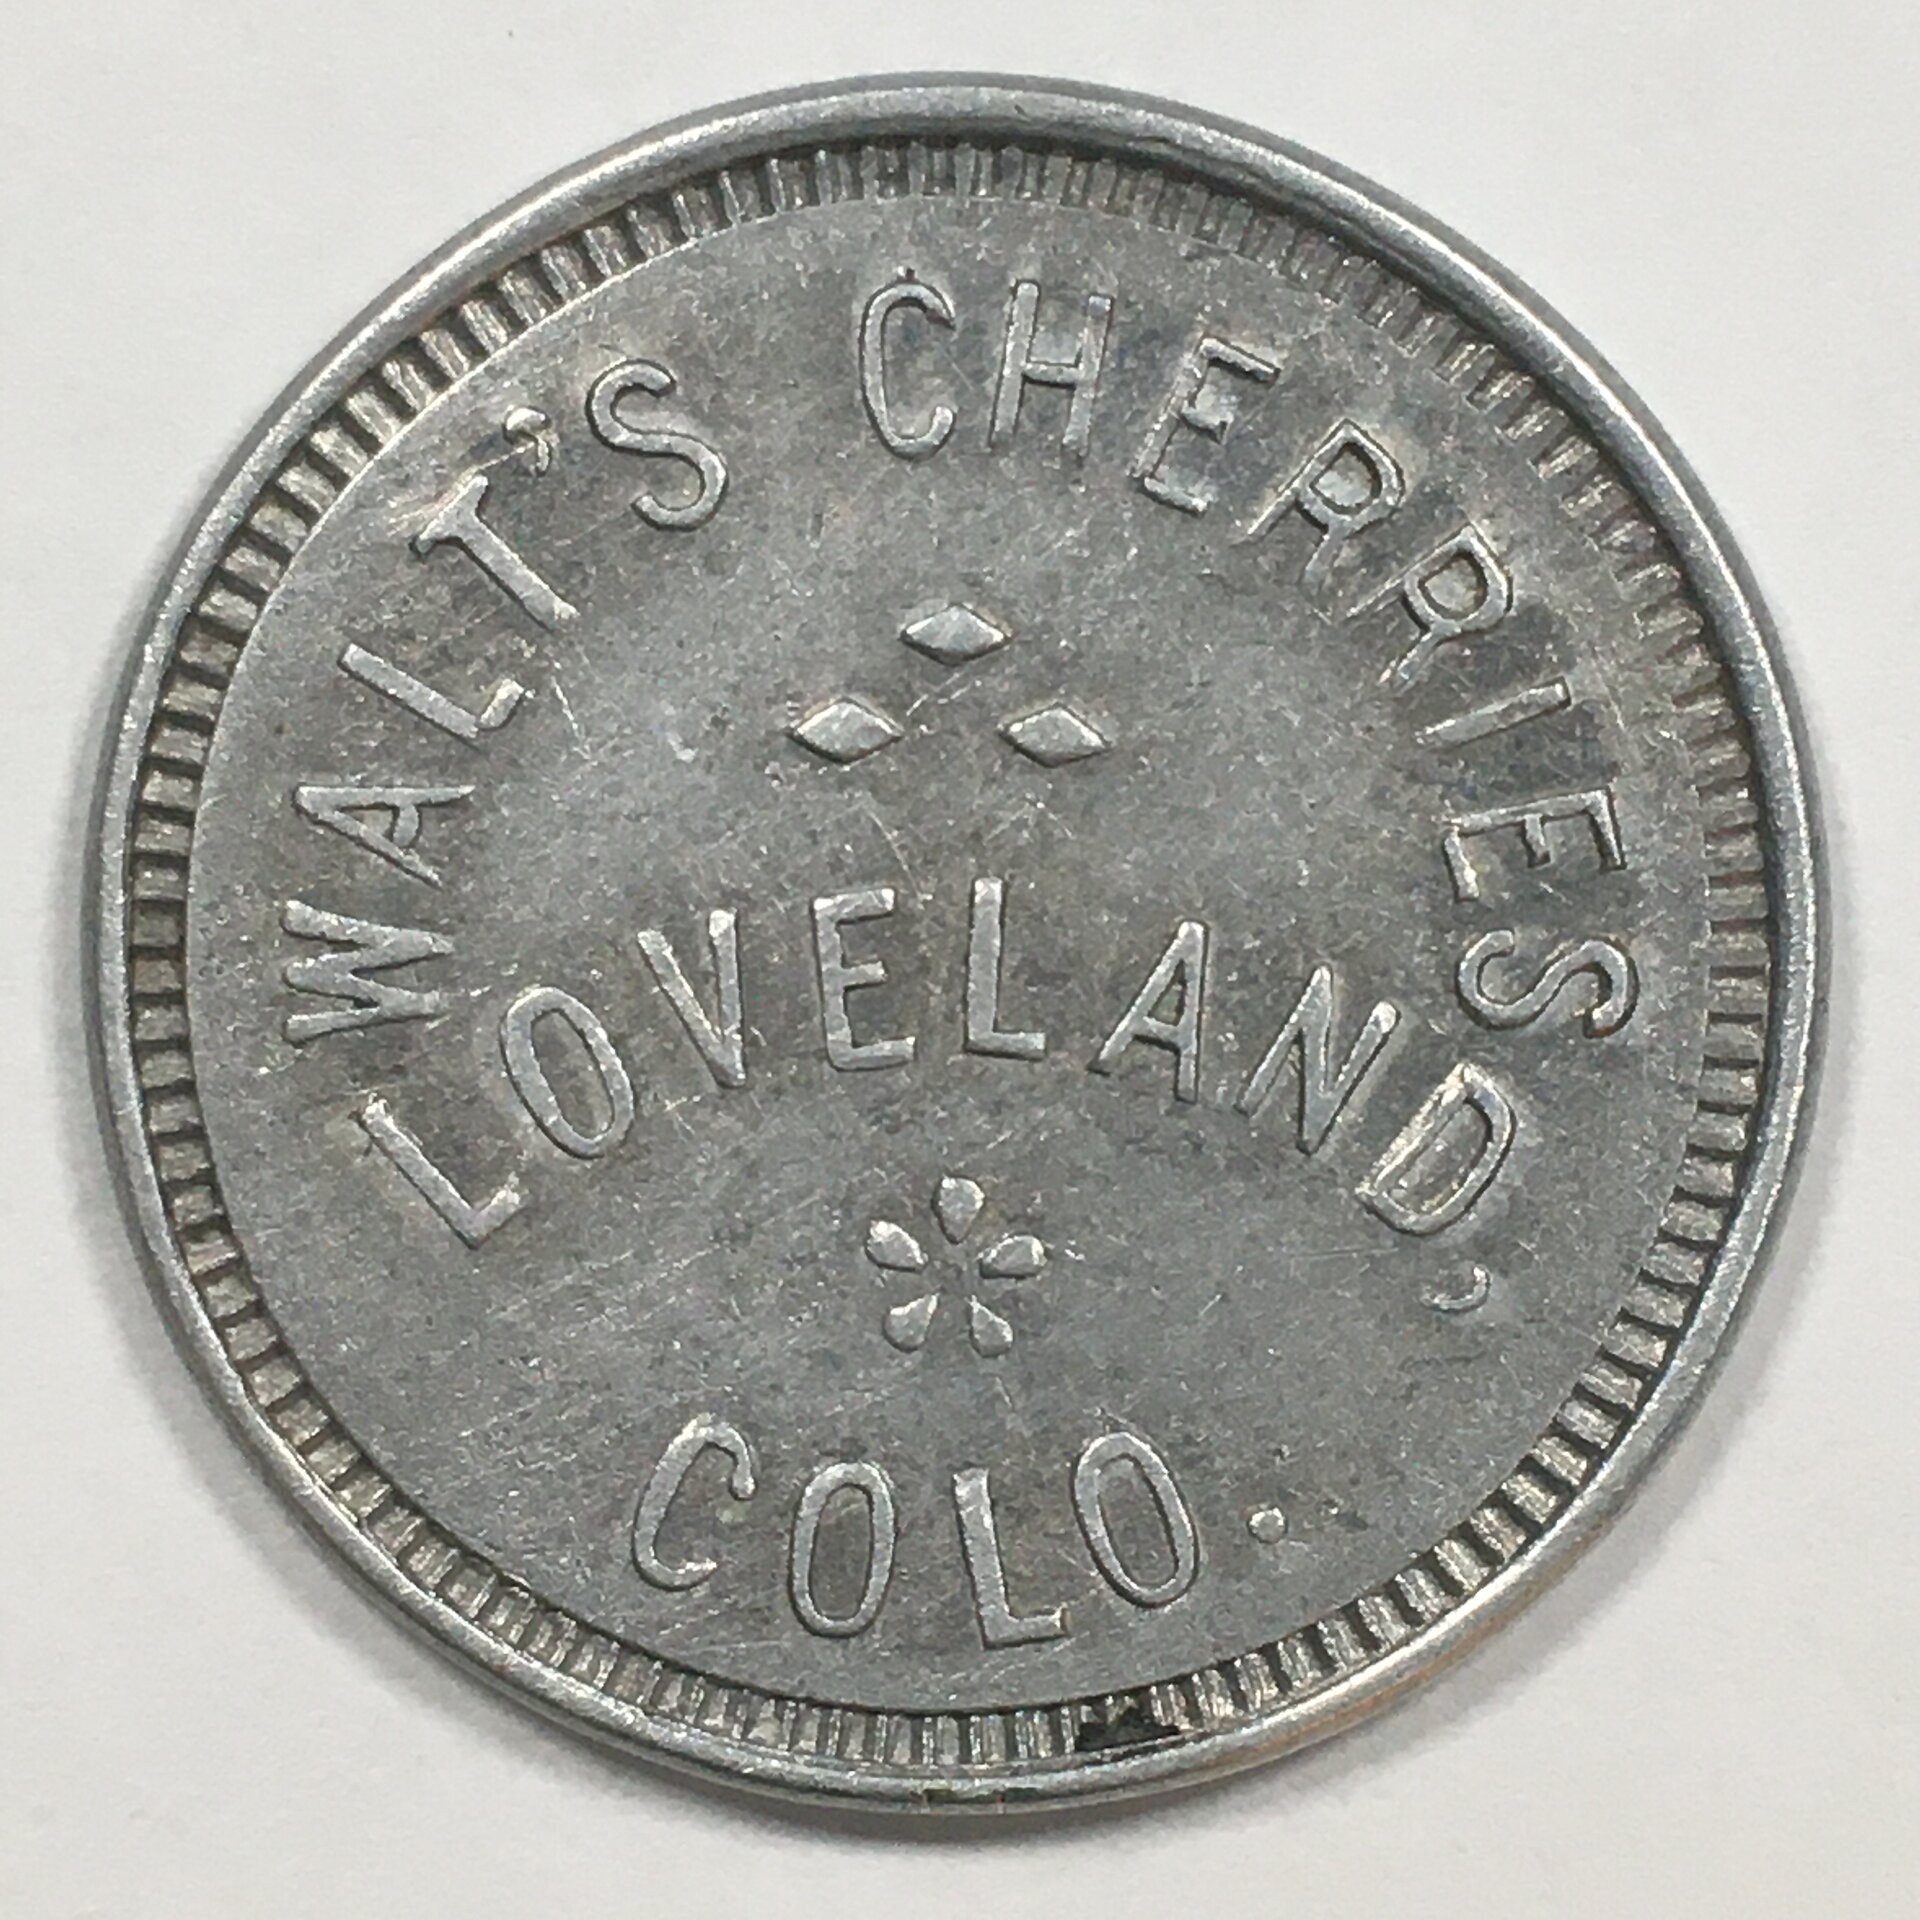 WALT'S CHERRIES
LOVELAND,
COLO.